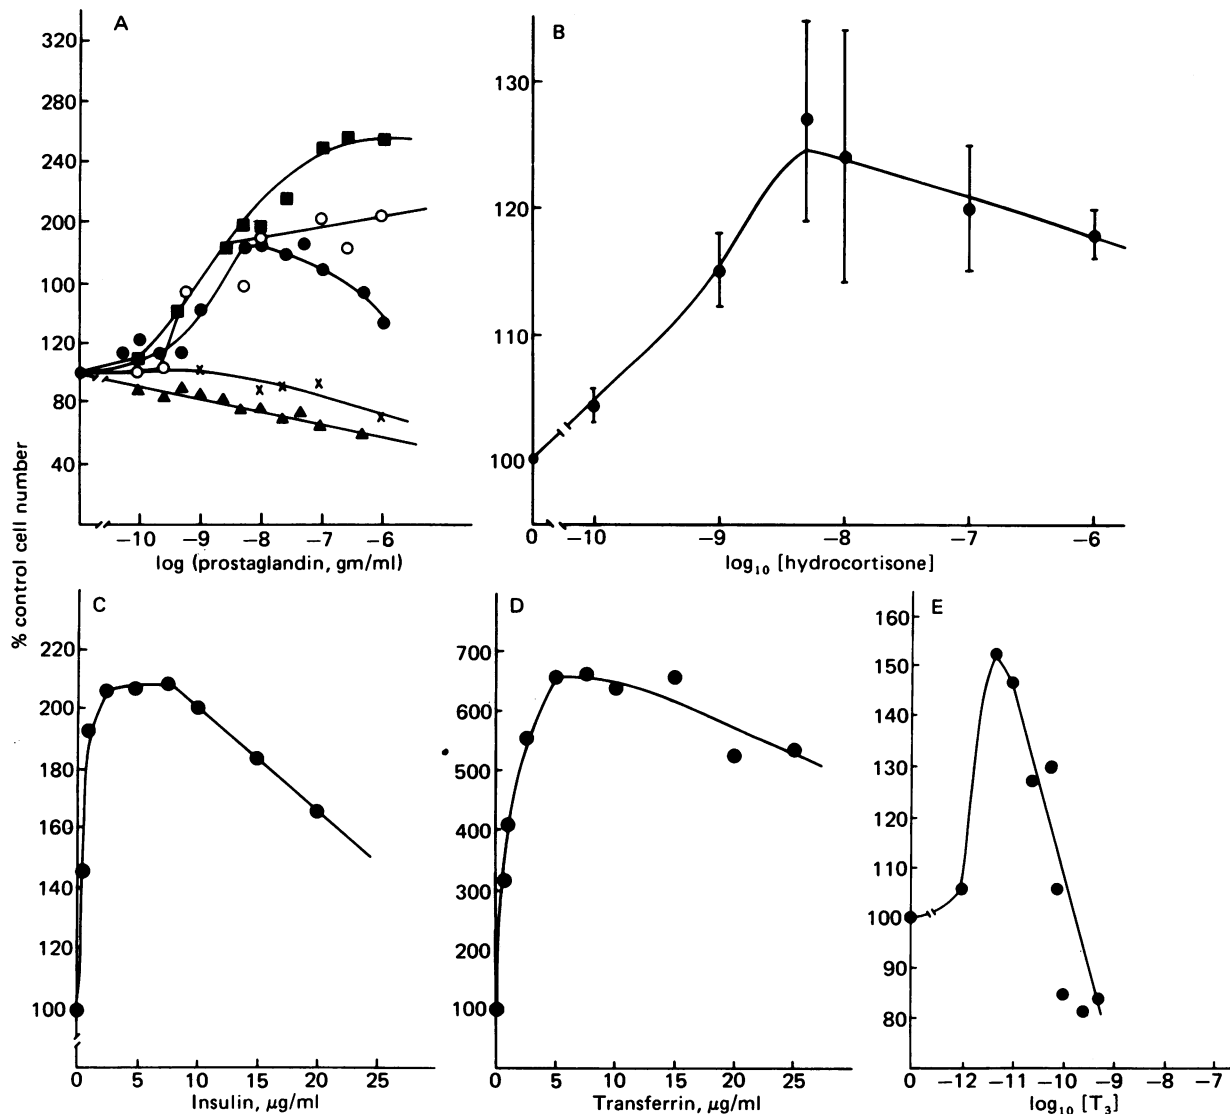 A
320
280
240
200
100
120
80
40
−10 −9 −8 −7 −6
log (prostaglandin, gm/ml)
B
130
120
110
100
0 −10 −9 −8 −7 −6
log₁₀ [hydrocortisone]
% control cell number
C
220
200
180
160
140
120
100
0 5 10 15 20 25
Insulin, μg/ml
D
700
600
500
400
300
200
100
0 5 10 15 20 25
Transferrin, μg/ml
E
160
150
140
130
120
110
100
90
80
0 −12 −11 −10 −9 −8 −7
log₁₀ [T₃]